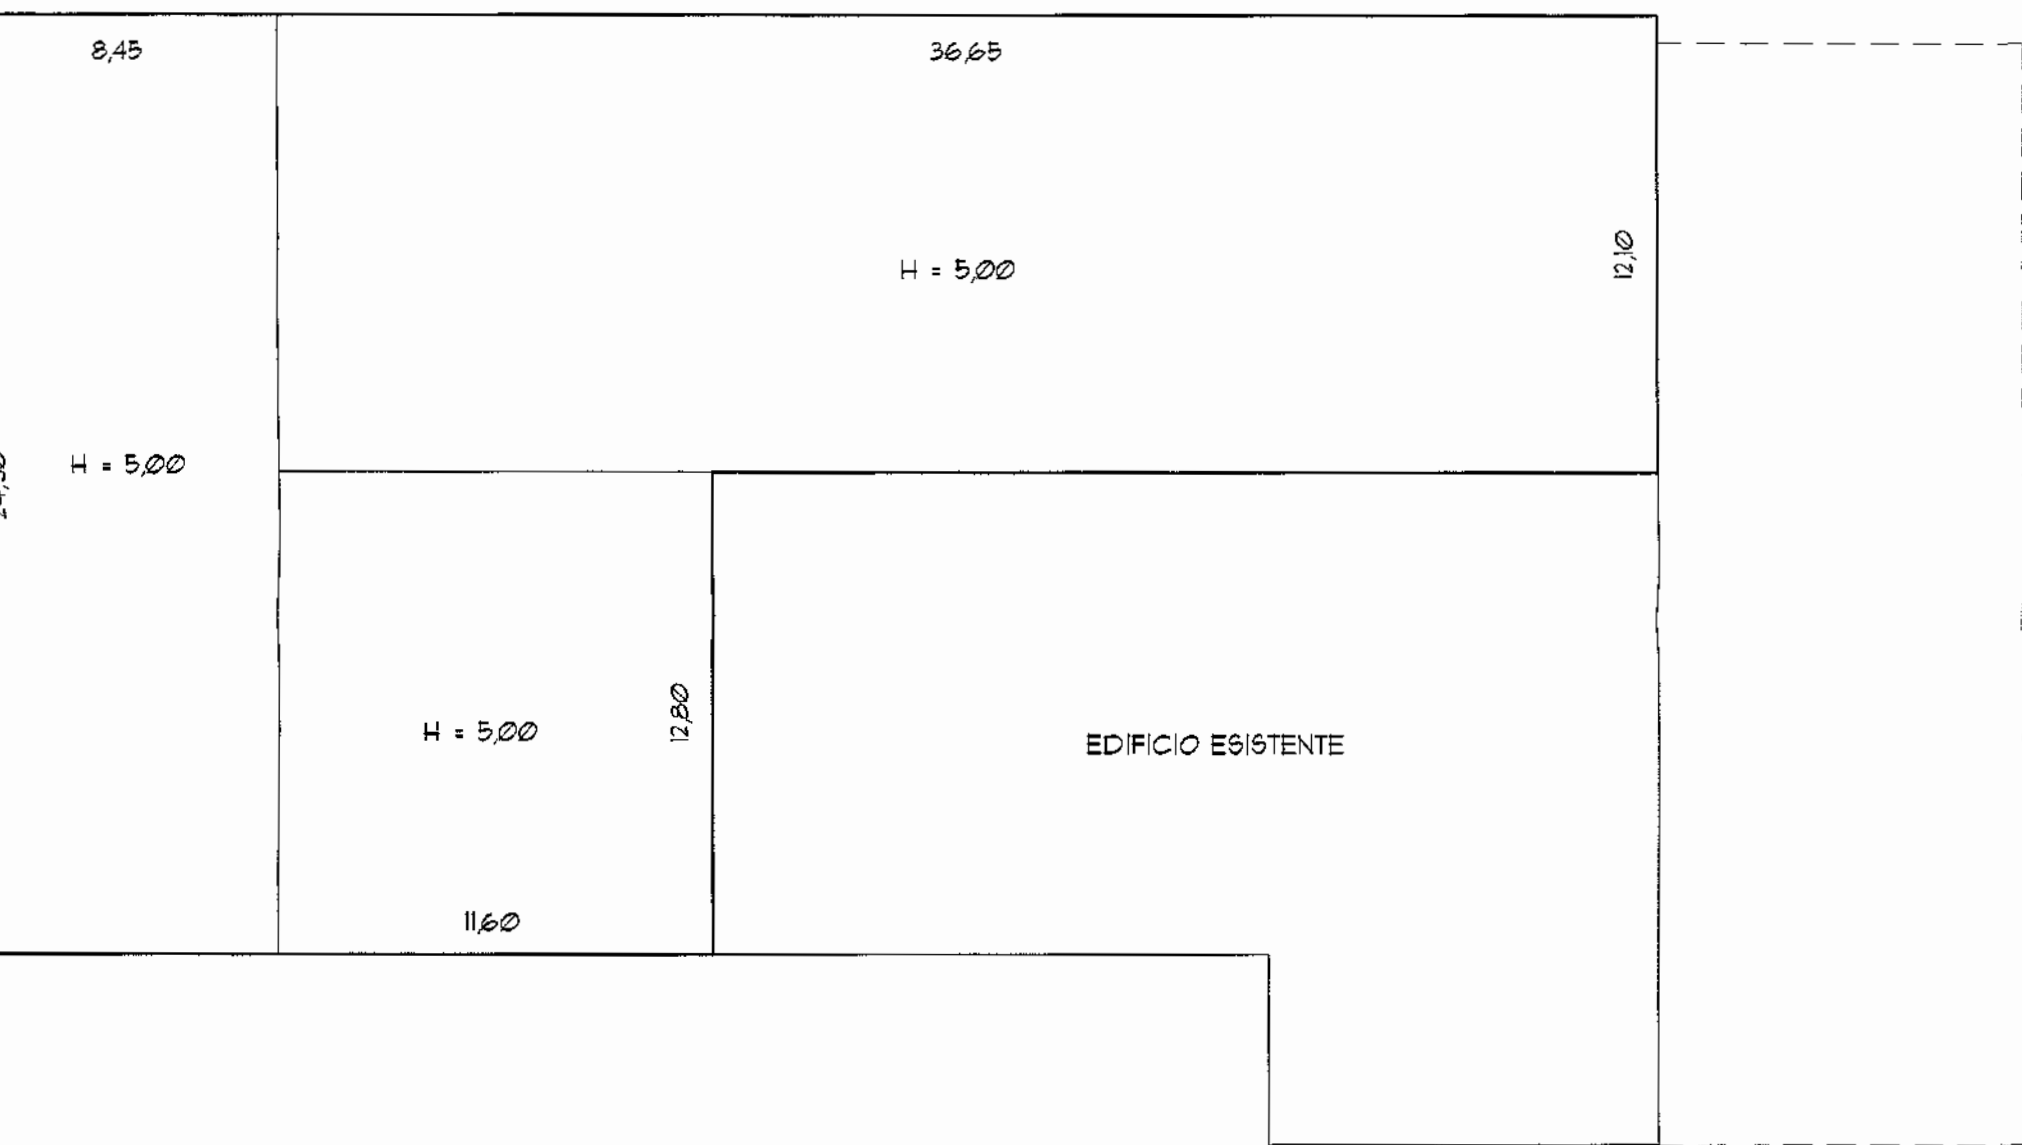 8,45
36,65
H = 5,00
12,10
H = 5,00
12,80
H = 5,00
EDIFICIO ESISTENTE
11,60